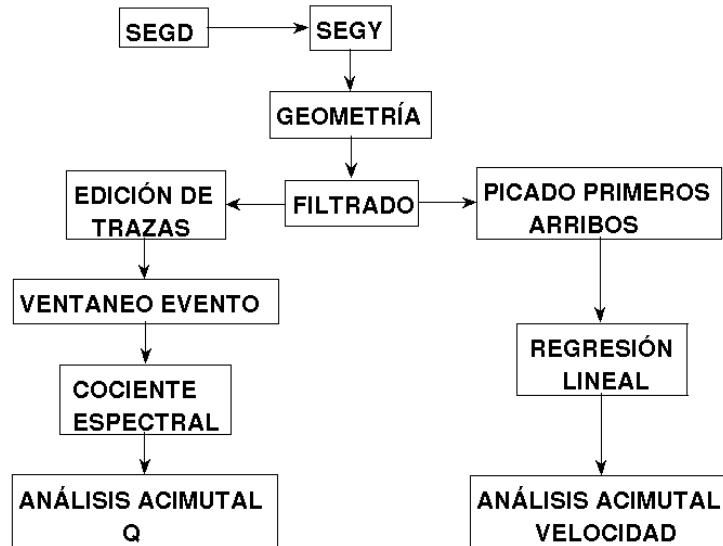 SEGD
SEGY
GEOMETRÍA
FILTRADO
EDICIÓN DE
TRAZAS
VENTANEO EVENTO
COCIENTE
ESPECTRAL
ANÁLISIS ACIMUTAL
Q
PICADO PRIMEROS
ARRIBOS
REGRESIÓN
LINEAL
ANÁLISIS ACIMUTAL
VELOCIDAD